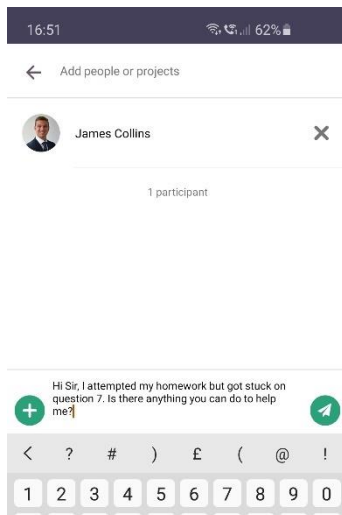 16:51 62%
Add people or projects
James Collins
1 participant
Hi Sir, I attempted my homework but got stuck on
question 7. Is there anything you can do to help
me?
< ? # ) £ ( @ !
1 2 3 4 5 6 7 8 9 0